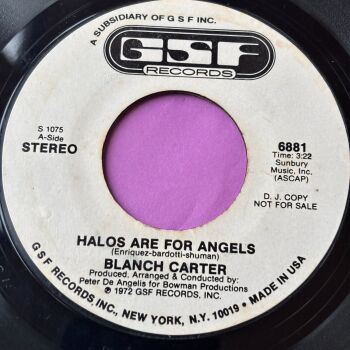 A SUBSIDIARY OF G S F INC.
GSF
RECORDS
S 1075
A-Side
STEREO
6881
Time: 3:22
Sunbury
Music, Inc.
(ASCAP)
D. J. COPY
NOT FOR SALE
HALOS ARE FOR ANGELS
(Enriquez-bardotti-shuman)
BLANCH CARTER
Produced, Arranged & Conducted by:
Peter De Angelis for Bowman Productions
℗ 1972 GSF RECORDS, INC.
GSF RECORDS INC., NEW YORK, N.Y. 10019 • MADE IN USA